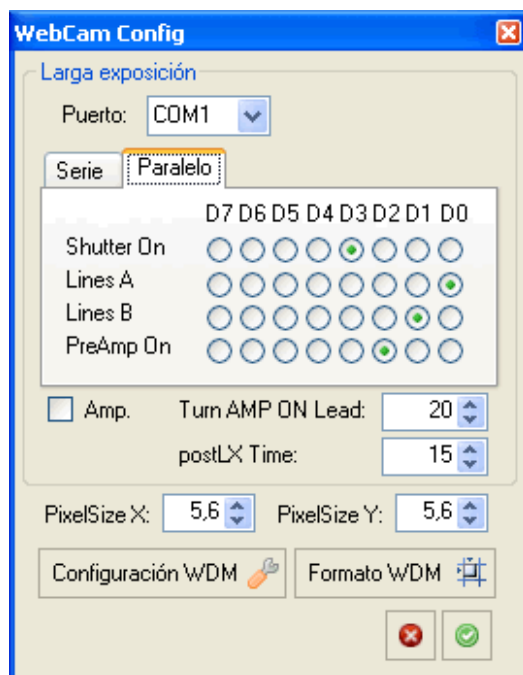 WebCam Config
Larga exposición
Puerto: COM1
Serie Paralelo
D7 D6 D5 D4 D3 D2 D1 D0
Shutter On
Lines A
Lines B
PreAmp On
Amp. Turn AMP ON Lead: 20
postLX Time: 15
PixelSize X: 5,6 PixelSize Y: 5,6
Configuración WDM Formato WDM